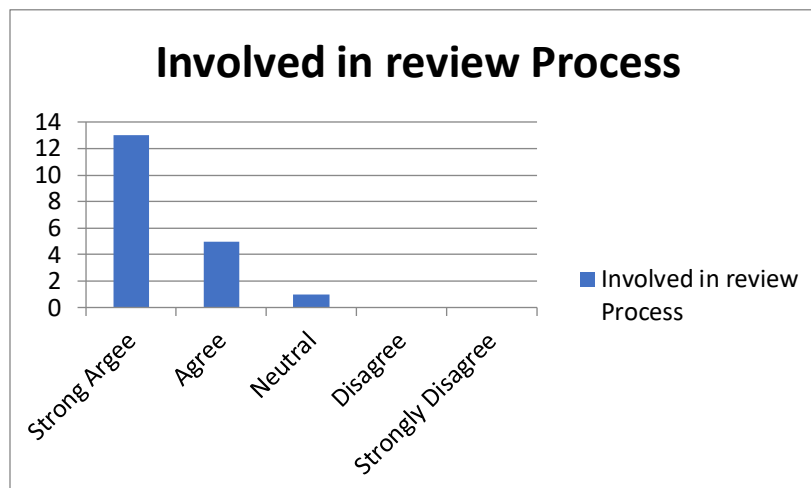 Involved in review Process
14
12
10
8
6
4
2
0
Strong Argee
Agree
Neutral
Disagree
Strongly Disagree
Involved in review
Process